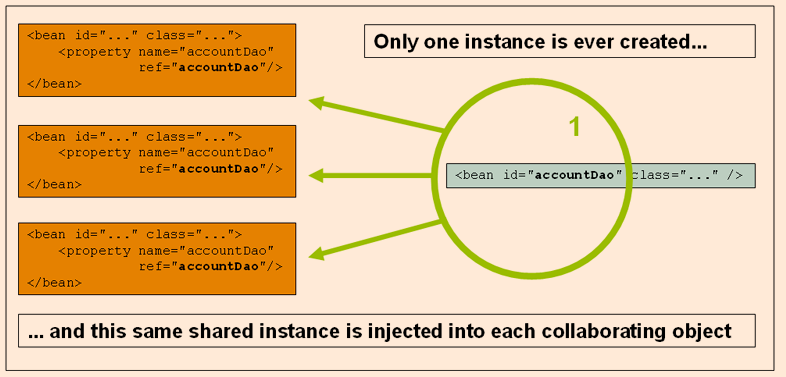 <bean id="..." class="...">
<property name="accountDao"
ref="accountDao"/>
</bean>
Only one instance is ever created...
1
<bean id="..." class="...">
<property name="accountDao"
ref="accountDao"/>
</bean>
<bean id="accountDao" class="..." />
<bean id="..." class="...">
<property name="accountDao"
ref="accountDao"/>
</bean>
... and this same shared instance is injected into each collaborating object